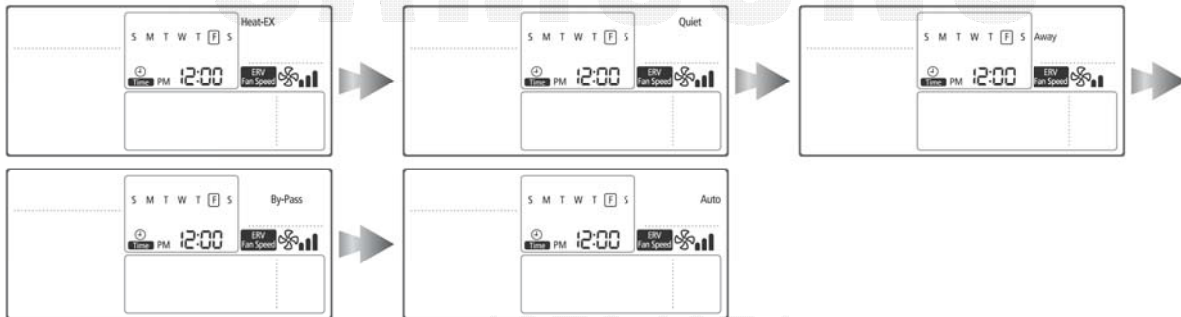 Heat-EX
S M T W T F S
Time PM 12:00
ERV
Fan Speed
Quiet
S M T W T F S
Time PM 12:00
ERV
Fan Speed
S M T W T F S Away
Time PM 12:00
ERV
Fan Speed
S M T W T F S By-Pass
Time PM 12:00
ERV
Fan Speed
S M T W T F S Auto
Time PM 12:00
ERV
Fan Speed